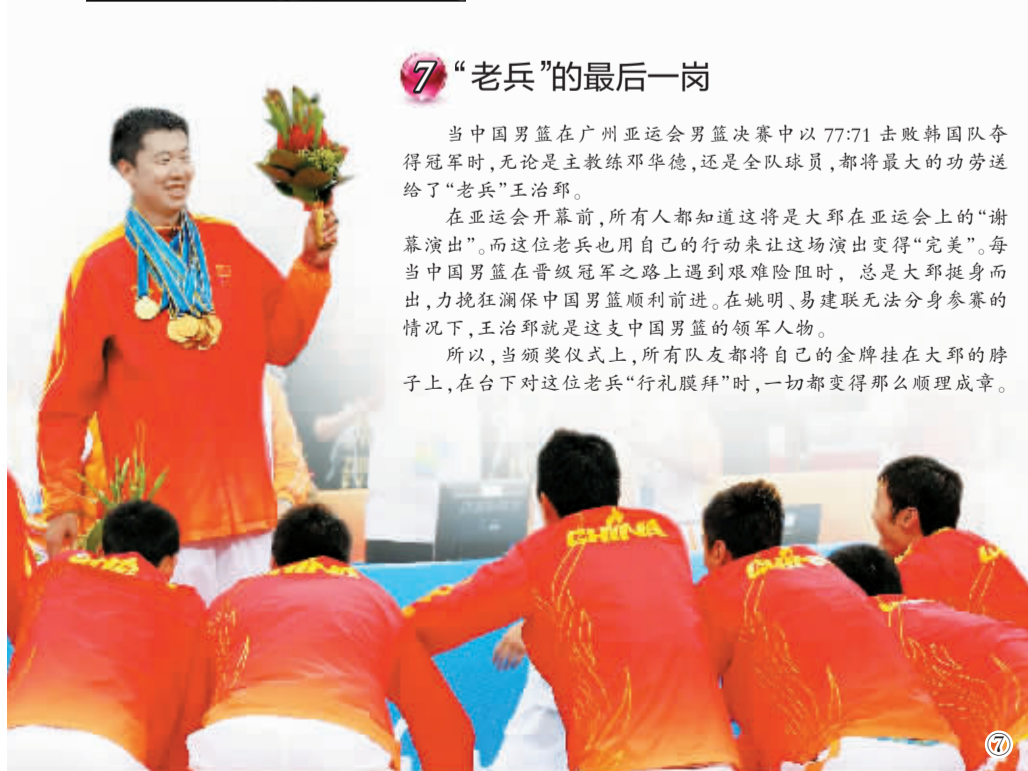 7 “老兵”的最后一岗
当中国男篮在广州亚运会男篮决赛中以 77:71 击败韩国队夺
得冠军时,无论是主教练邓华德,还是全队球员,都将最大的功劳送
给了“老兵”王治郅。
在亚运会开幕前,所有人都知道这将是大郅在亚运会上的“谢
幕演出”。而这位老兵也用自己的行动来让这场演出变得“完美”。每
当中国男篮在晋级冠军之路上遇到艰难险阻时, 总是大郅挺身而
出,力挽狂澜保中国男篮顺利前进。在姚明、易建联无法分身参赛的
情况下,王治郅就是这支中国男篮的领军人物。
所以,当颁奖仪式上,所有队友都将自己的金牌挂在大郅的脖
子上,在台下对这位老兵“行礼膜拜”时,一切都变得那么顺理成章。
CHINA
⑦